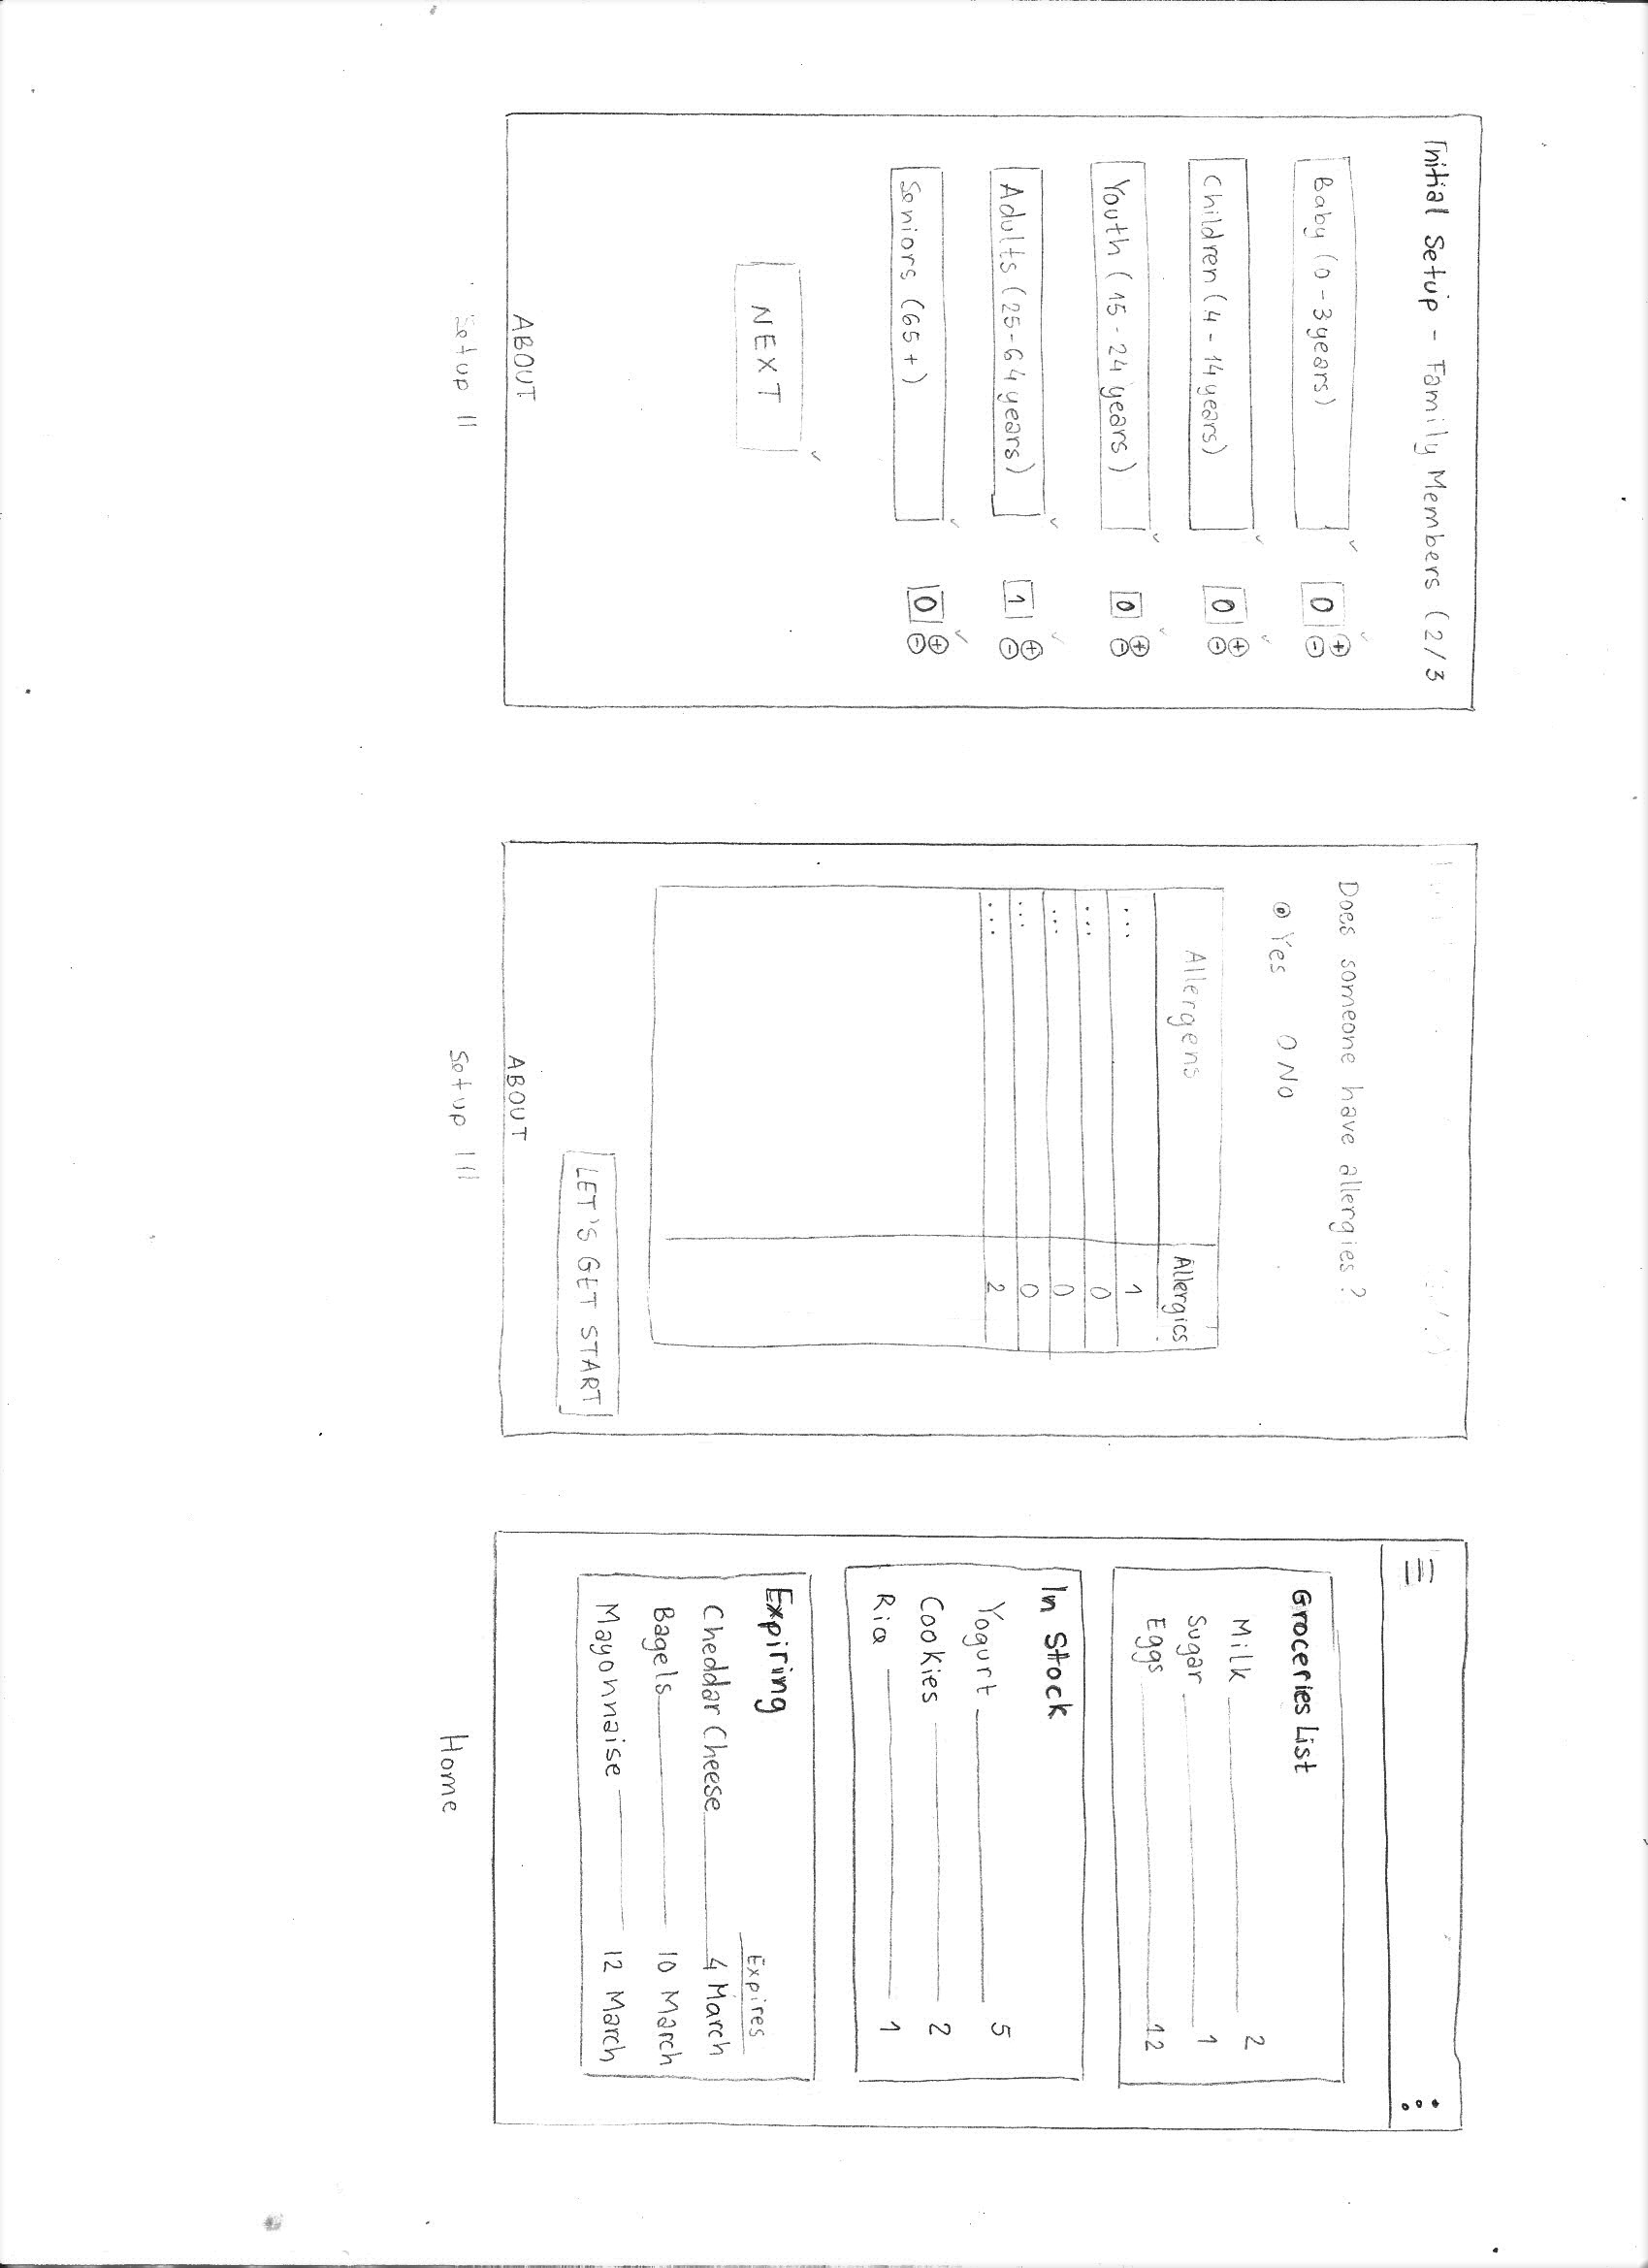 Initial Setup - Family Members (2/3
Baby (0-3 years) 0 + -
Children (4 - 14 years) 0 + -
Youth (15 - 24 years) 0 + -
Adults (25-64 years) 1 + -
Seniors (65+) 0 + -
NEXT
ABOUT
Setup II
Does someone have allergies?
Yes No
Allergens Allergics
... 1
... 0
... 0
... 0
... 2
LET'S GET START
ABOUT
Setup III
Groceries List
Milk 2
Sugar 1
Eggs 12
In Stock
Yogurt 5
Cookies 2
Rice 1
Expiring
Expires
Cheddar Cheese 4 March
Bagels 10 March
Mayonnaise 12 March
Home